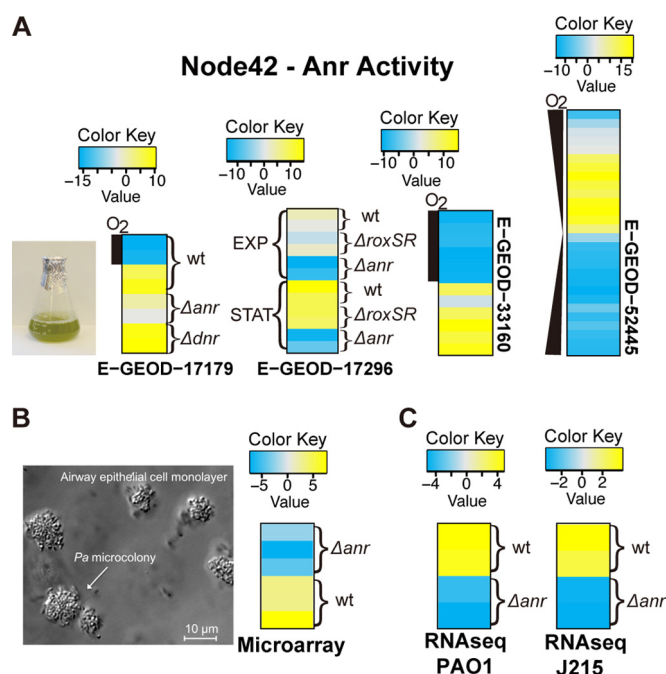 A
Node42 - Anr Activity
Color Key
−15 0 10
Value
O2
wt
Δanr
Δdnr
E−GEOD−17179
Color Key
−10 0 10
Value
EXP
STAT
wt
ΔroxSR
Δanr
wt
ΔroxSR
Δanr
E−GEOD−17296
Color Key
−10 0 10
Value
O2
E−GEOD−33160
Color Key
−10 0 15
Value
O2
E−GEOD−52445
B
Airway epithelial cell monolayer
Pa microcolony
10 µm
Color Key
−5 0 5
Value
Δanr
wt
Microarray
C
Color Key
−4 0 4
Value
wt
Δanr
RNAseq
PAO1
Color Key
−2 0 2
Value
wt
Δanr
RNAseq
J215